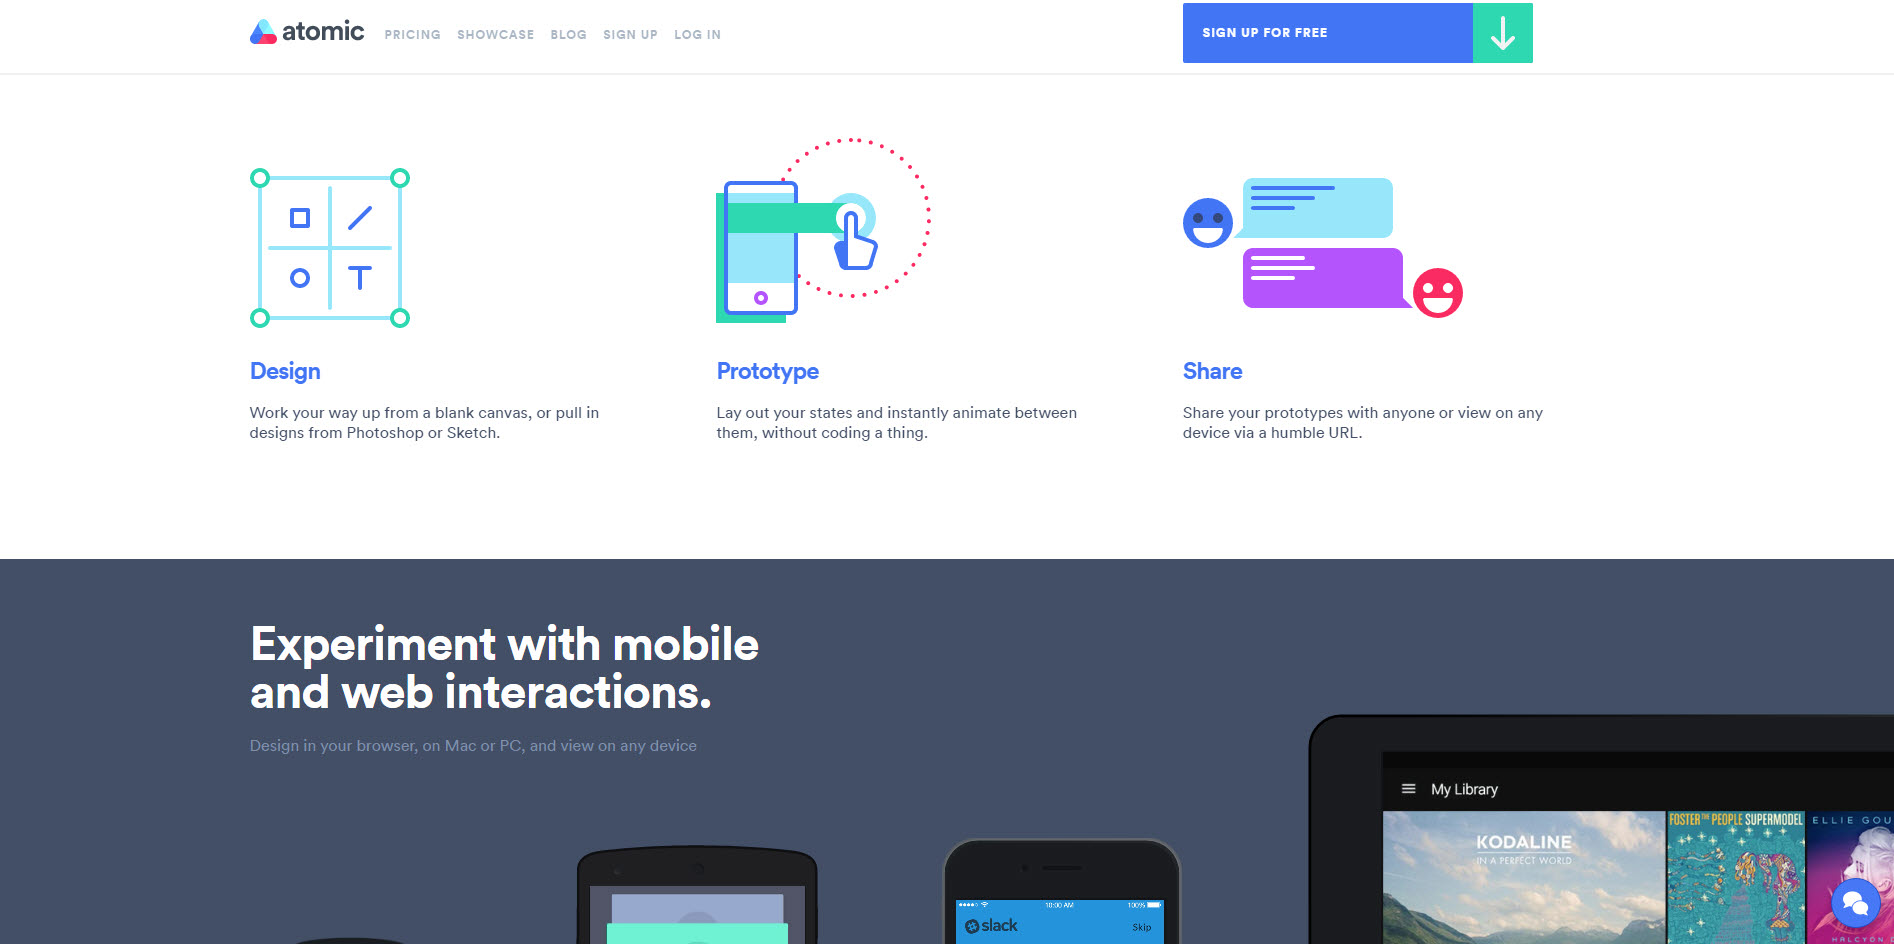 atomic PRICING SHOWCASE BLOG SIGN UP LOG IN
SIGN UP FOR FREE
T
Design
Work your way up from a blank canvas, or pull in
designs from Photoshop or Sketch.
Prototype
Lay out your states and instantly animate between
them, without coding a thing.
Share
Share your prototypes with anyone or view on any
device via a humble URL.
Experiment with mobile
and web interactions.
Design in your browser, on Mac or PC, and view on any device
10:00 AM 100%
slack Skip
My Library
KODALINE
IN A PERFECT WORLD
FOSTER THE PEOPLE SUPERMODEL
ELLIE GOU
HALCYON